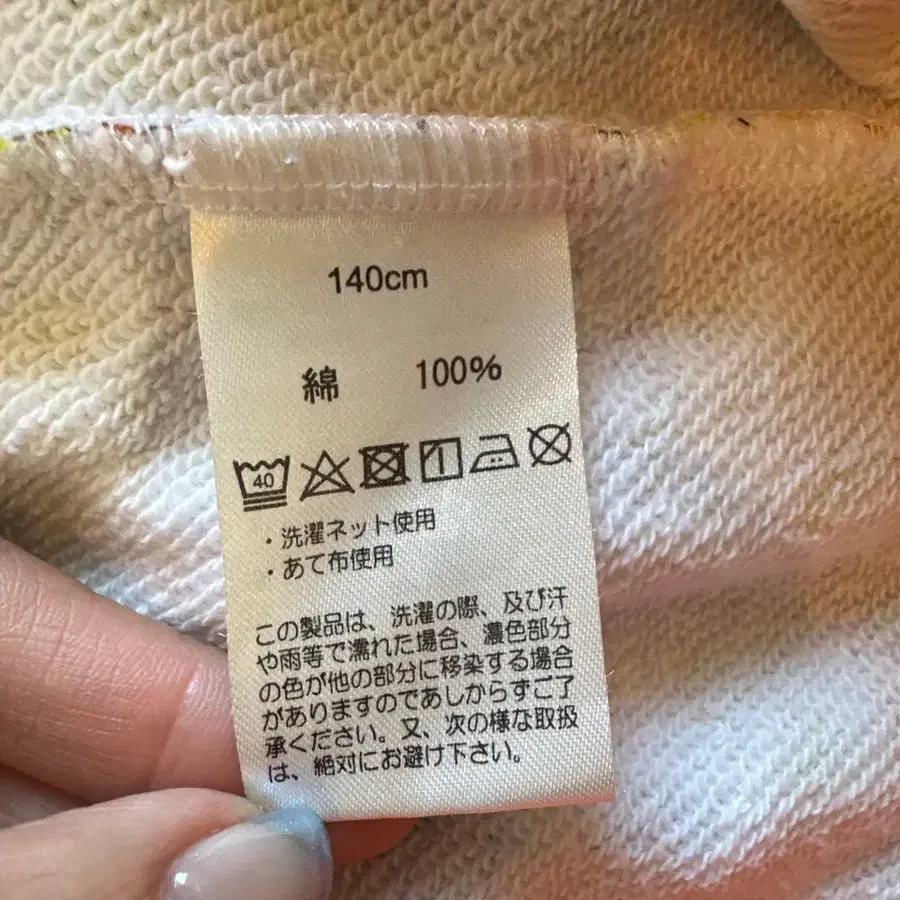 140cm
綿 100%
40
・洗濯ネット使用
・あて布使用
この製品は、洗濯の際、及び汗
や雨等で濡れた場合、濃色部分
の色が他の部分に移染する場合
がありますのであしからずご了
承ください。又、次の様な取扱
は、絶対にお避け下さい。